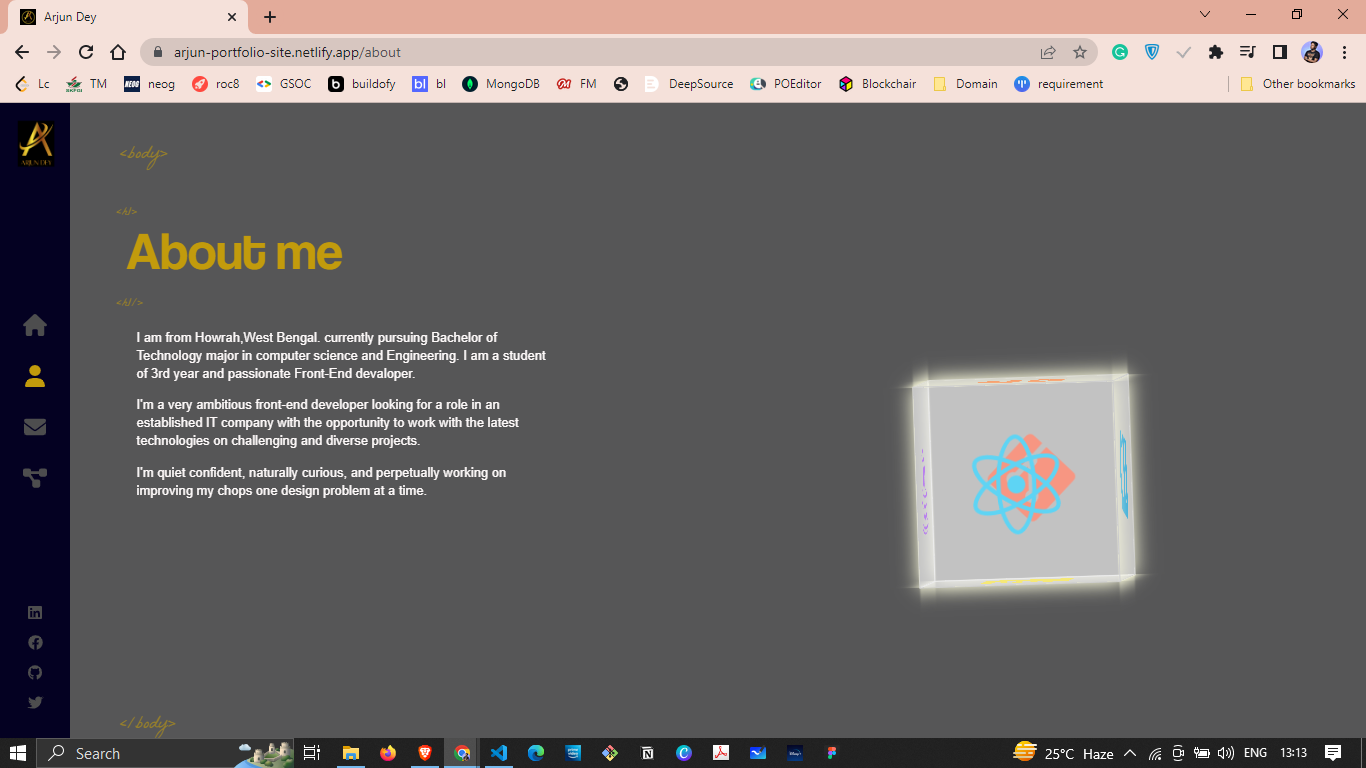 Arjun Dey
arjun-portfolio-site.netlify.app/about
Lc TM neog roc8 GSOC buildofy bl MongoDB FM DeepSource POEditor Blockchair Domain requirement Other bookmarks
ARJUN DEY
<body>
<h1>
About me
<h1/>
I am from Howrah,West Bengal. currently pursuing Bachelor of
Technology major in computer science and Engineering. I am a student
of 3rd year and passionate Front-End devaloper.
I'm a very ambitious front-end developer looking for a role in an
established IT company with the opportunity to work with the latest
technologies on challenging and diverse projects.
I'm quiet confident, naturally curious, and perpetually working on
improving my chops one design problem at a time.
</body>
Search 25°C Haze ENG 13:13